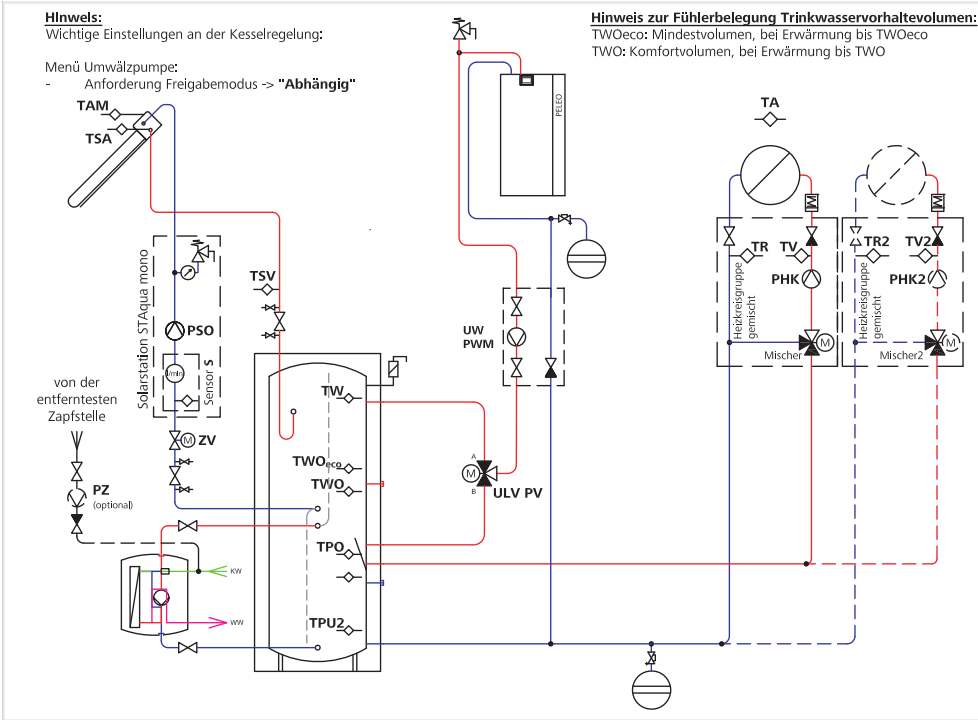 Hinweis:
Wichtige Einstellungen an der Kesselregelung:
Menü Umwälzpumpe:
- Anforderung Freigabemodus -> "Abhängig"
Hinweis zur Fühlerbelegung Trinkwasservorhaltevolumen:
TWOeco: Mindestvolumen, bei Erwärmung bis TWOeco
TWO: Komfortvolumen, bei Erwärmung bis TWO
TAM
TSA
PELEO
TA
Solarstation STAqua mono
PSO
l/min
Sensor S
ZV
M
TSV
UW
PWM
TR
TV
PHK
Heizkreisgruppe
gemischt
Mischer
M
TR2
TV2
PHK2
Heizkreisgruppe
gemischt
Mischer2
M
von der
entferntesten
Zapfstelle
PZ
(optional)
KW
WW
TW
TWOeco
TWO
TPO
TPU2
A
M
B
ULV PV